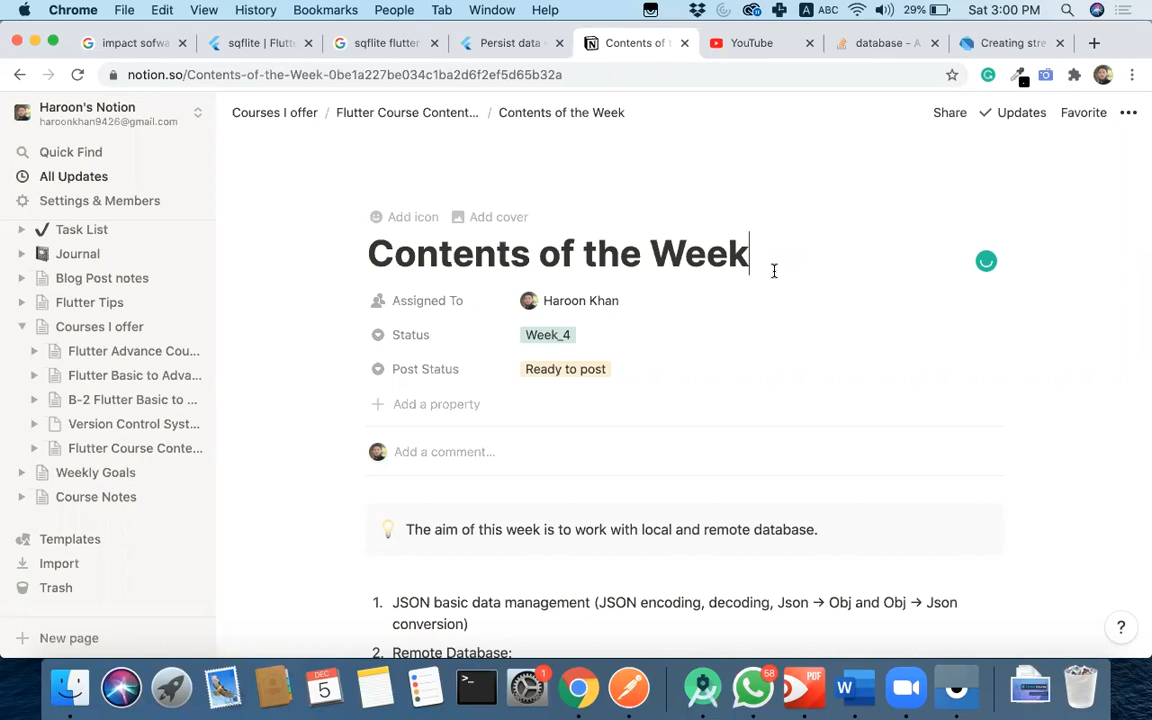 Chrome File Edit View History Bookmarks People Tab Window Help A ABC 29% Sat 3:00 PM
impact sofwa sqflite | Flutt sqflite flutter Persist data Contents of t YouTube database - A Creating stre
notion.so/Contents-of-the-Week-0be1a227be034c1ba2d6f2ef5d65b32a
Haroon's Notion
haroonkhan9426@gmail.com
Courses I offer / Flutter Course Content... / Contents of the Week
Share Updates Favorite
Quick Find
All Updates
Settings & Members
Task List
Journal
Blog Post notes
Flutter Tips
Courses I offer
Flutter Advance Cou...
Flutter Basic to Adva...
B-2 Flutter Basic to ...
Version Control Syst...
Flutter Course Conte...
Weekly Goals
Course Notes
Templates
Import
Trash
New page
Add icon Add cover
Contents of the Week
Assigned To Haroon Khan
Status Week_4
Post Status Ready to post
Add a property
Add a comment...
The aim of this week is to work with local and remote database.
1. JSON basic data management (JSON encoding, decoding, Json → Obj and Obj → Json
conversion)
2. Remote Database:
?
DEC
5
1
58
PDF
W